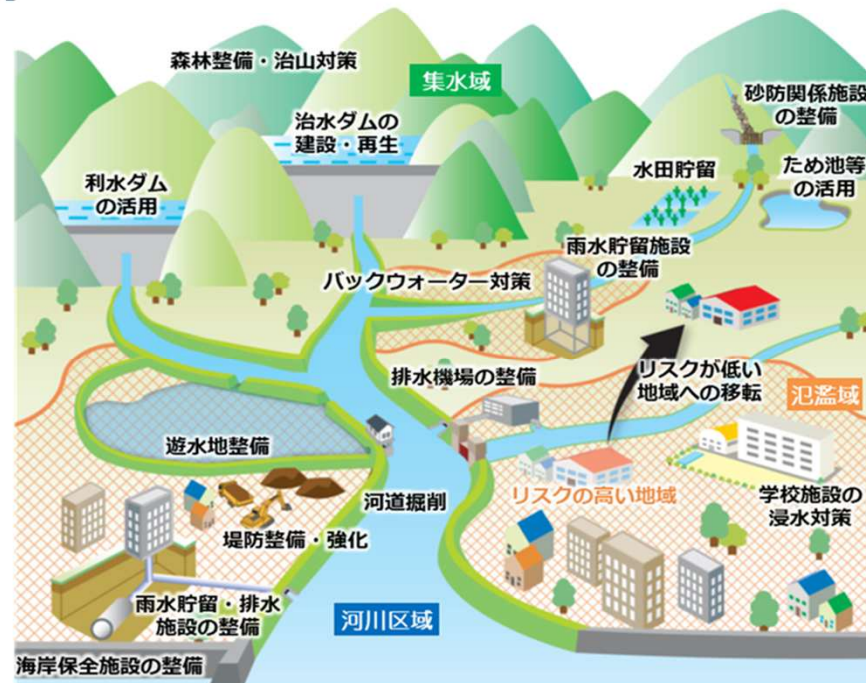 森林整備・治山対策
集水域
砂防関係施設
の整備
治水ダムの
建設・再生
水田貯留
ため池等
の活用
利水ダム
の活用
雨水貯留施設
の整備
バックウォーター対策
排水機場の整備
リスクが低い
地域への移転
氾濫域
遊水地整備
リスクの高い地域
学校施設の
浸水対策
河道掘削
堤防整備・強化
雨水貯留・排水
施設の整備
河川区域
海岸保全施設の整備